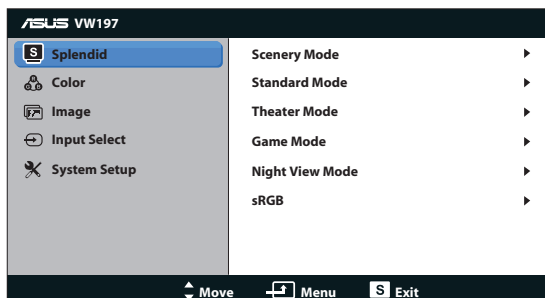 ASUS VW197
S Splendid
Color
Image
Input Select
System Setup
Scenery Mode
Standard Mode
Theater Mode
Game Mode
Night View Mode
sRGB
Move Menu S Exit